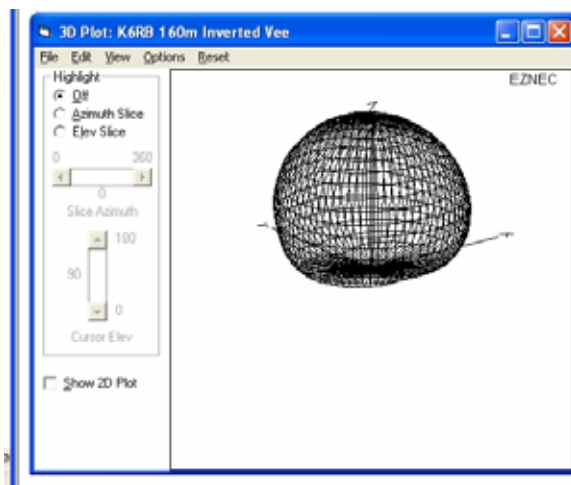 3D Plot: K6RB 160m Inverted Vee
File Edit View Options Reset
EZNEC
Highlight
Off
Azimuth Slice
Elev Slice
0 360
0
Slice Azimuth
180
90
0
Cursor Elev
Show 2D Plot
Z